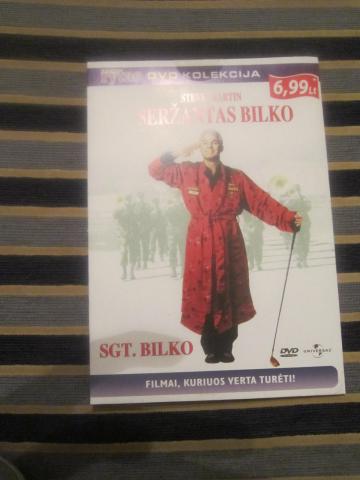 DVD KOLEKCIJA
6,99 Lt
STEVE MARTIN
SERŽANTAS BILKO
SGT. BILKO
DVD
UNIVERSAL
FILMAI, KURIUOS VERTA TURĖTI!